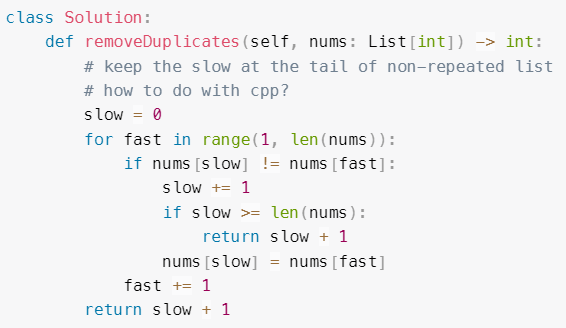 class Solution:
    def removeDuplicates(self, nums: List[int]) -> int:
        # keep the slow at the tail of non-repeated list
        # how to do with cpp?
        slow = 0
        for fast in range(1, len(nums)):
            if nums[slow] != nums[fast]:
                slow += 1
                if slow >= len(nums):
                    return slow + 1
                nums[slow] = nums[fast]
            fast += 1
        return slow + 1